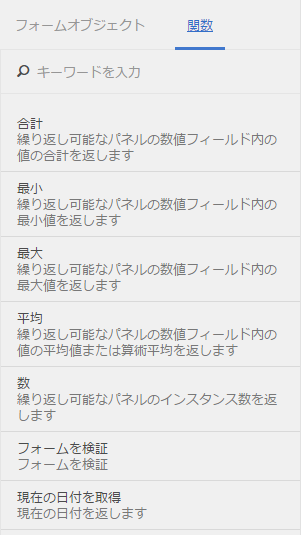 フォームオブジェクト 関数
キーワードを入力
合計
繰り返し可能なパネルの数値フィールド内の
値の合計を返します
最小
繰り返し可能なパネルの数値フィールド内の
最小値を返します
最大
繰り返し可能なパネルの数値フィールド内の
最大値を返します
平均
繰り返し可能なパネルの数値フィールド内の
値の平均値または算術平均を返します
数
繰り返し可能なパネルのインスタンス数を返
します
フォームを検証
フォームを検証
現在の日付を取得
現在の日付を返します